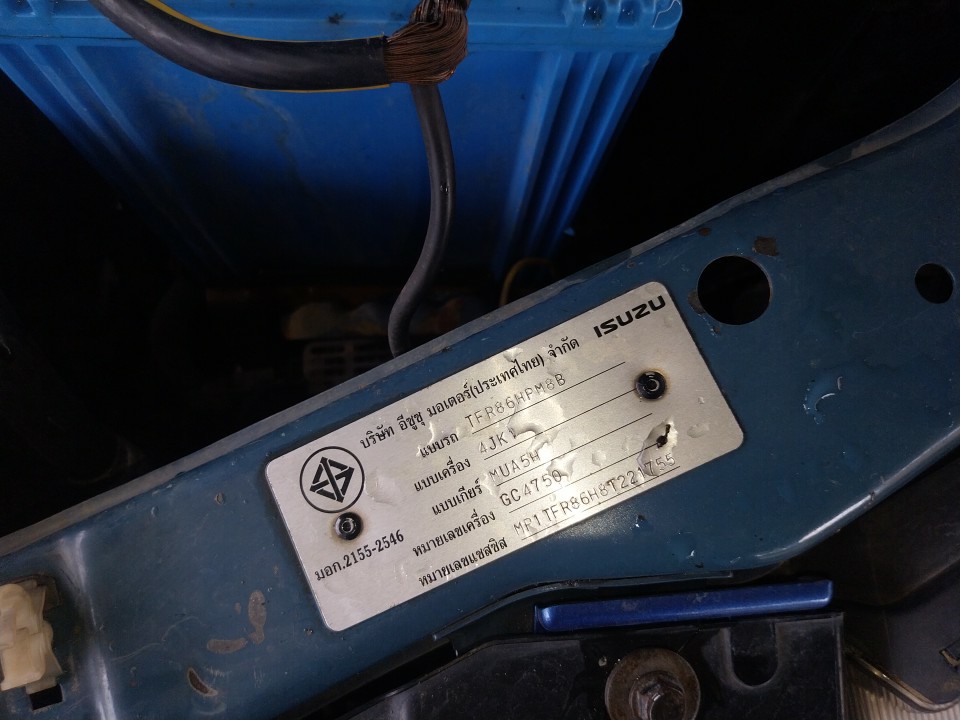 ISUZU
บริษัท อีซูซุ มอเตอร์(ประเทศไทย) จำกัด
แบบรถ TFR86HPM8B
แบบเครื่อง 4JK1
แบบเกียร์ MUA5H
หมายเลขเครื่อง GC4750
หมายเลขแชสซิส MP1TFR86H8T221755
มอก.2155-2546